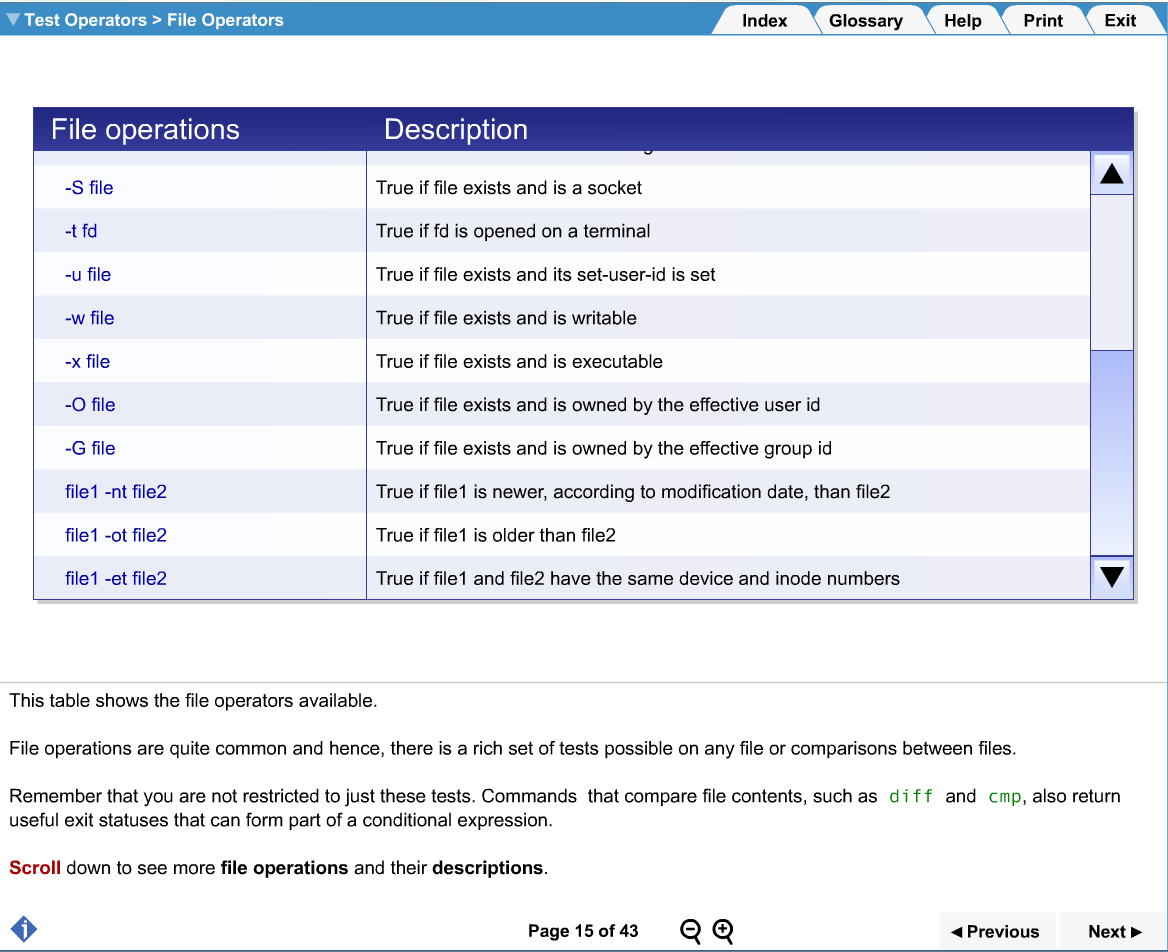 Test Operators > File Operators
Index
Glossary
Help
Print
Exit
File operations Description
-S file True if file exists and is a socket
-t fd True if fd is opened on a terminal
-u file True if file exists and its set-user-id is set
-w file True if file exists and is writable
-x file True if file exists and is executable
-O file True if file exists and is owned by the effective user id
-G file True if file exists and is owned by the effective group id
file1 -nt file2 True if file1 is newer, according to modification date, than file2
file1 -ot file2 True if file1 is older than file2
file1 -et file2 True if file1 and file2 have the same device and inode numbers
This table shows the file operators available.
File operations are quite common and hence, there is a rich set of tests possible on any file or comparisons between files.
Remember that you are not restricted to just these tests. Commands that compare file contents, such as diff and cmp, also return
useful exit statuses that can form part of a conditional expression.
Scroll down to see more file operations and their descriptions.
Page 15 of 43
Previous
Next